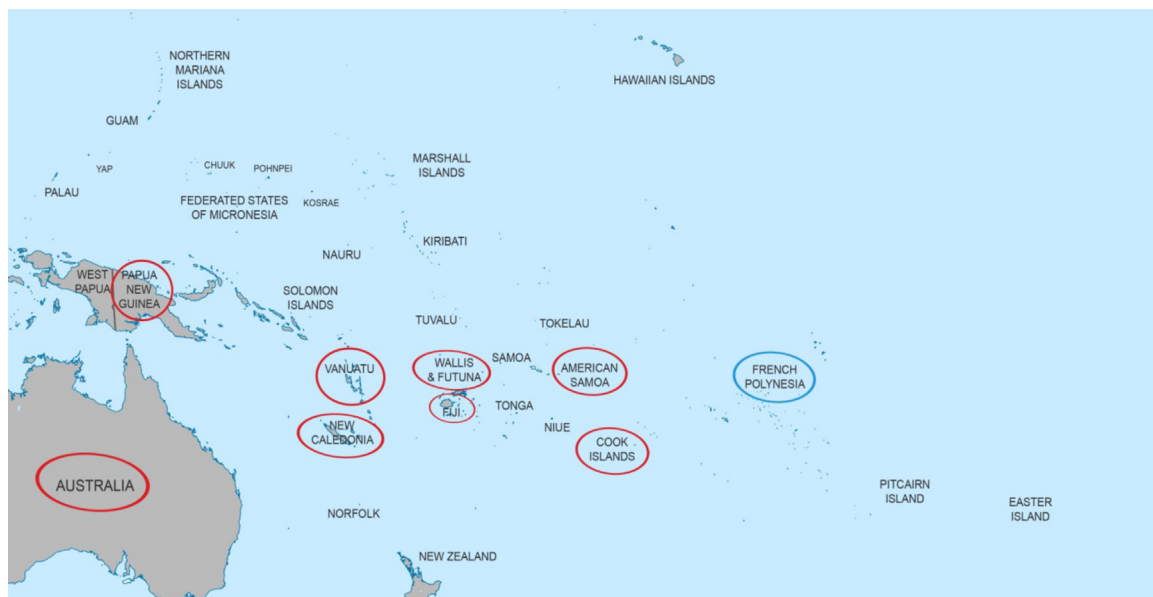 NORTHERN
MARIANA
ISLANDS
HAWAIIAN ISLANDS
GUAM
YAP
CHUUK
POHNPEI
MARSHALL
ISLANDS
PALAU
FEDERATED STATES
OF MICRONESIA
KOSRAE
NAURU
KIRIBATI
WEST
PAPUA
PAPUA
NEW
GUINEA
SOLOMON
ISLANDS
TUVALU
TOKELAU
VANUATU
WALLIS
& FUTUNA
SAMOA
AMERICAN
SAMOA
FRENCH
POLYNESIA
FIJI
TONGA
NEW
CALEDONIA
NIUE
COOK
ISLANDS
AUSTRALIA
PITCAIRN
ISLAND
EASTER
ISLAND
NORFOLK
NEW ZEALAND